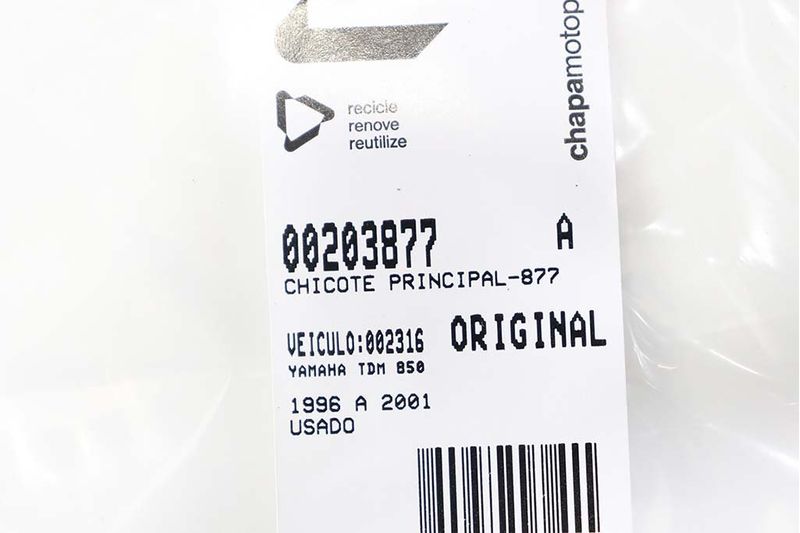 recicle
renove
reutilize
chapamotop
00203877 A
CHICOTE PRINCIPAL-877
VEICULO:002316 ORIGINAL
YAMAHA TDM 850
1996 A 2001
USADO